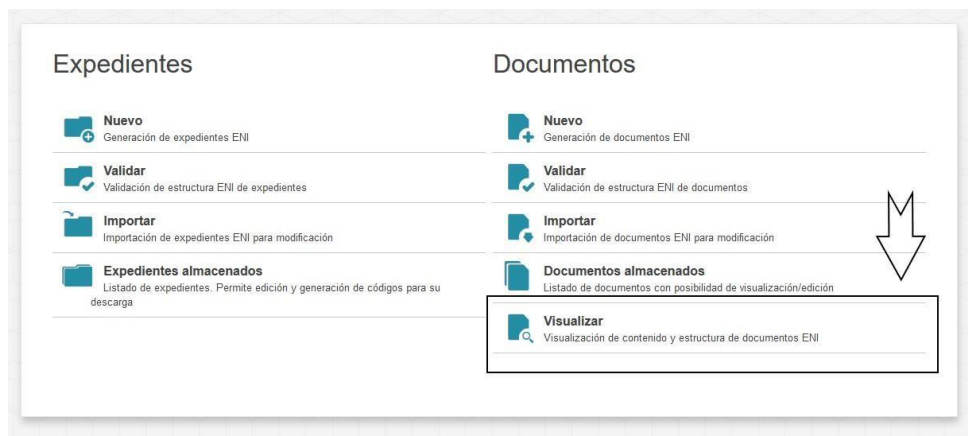 Expedientes
Nuevo
Generación de expedientes ENI
Validar
Validación de estructura ENI de expedientes
Importar
Importación de expedientes ENI para modificación
Expedientes almacenados
Listado de expedientes. Permite edición y generación de códigos para su
descarga
Documentos
Nuevo
Generación de documentos ENI
Validar
Validación de estructura ENI de documentos
Importar
Importación de documentos ENI para modificación
Documentos almacenados
Listado de documentos con posibilidad de visualización/edición
Visualizar
Visualización de contenido y estructura de documentos ENI